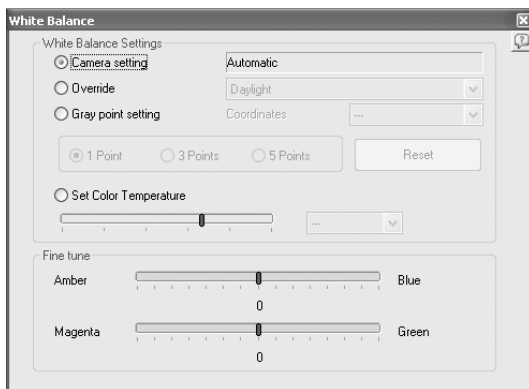 White Balance
White Balance Settings
Camera setting Automatic
Override Daylight
Gray point setting Coordinates ---
1 Point 3 Points 5 Points Reset
Set Color Temperature
---
Fine tune
Amber Blue
0
Magenta Green
0